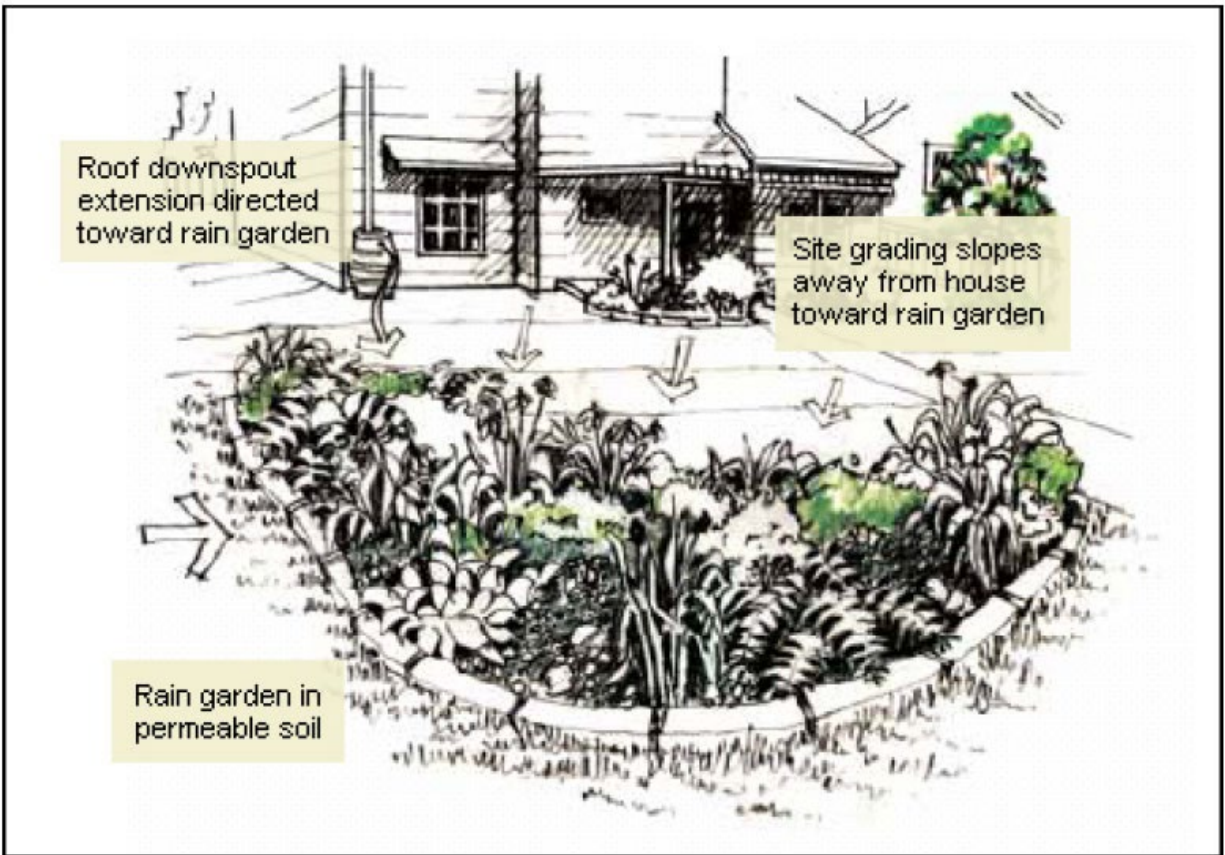 Roof downspout
extension directed
toward rain garden
Site grading slopes
away from house
toward rain garden
Rain garden in
permeable soil